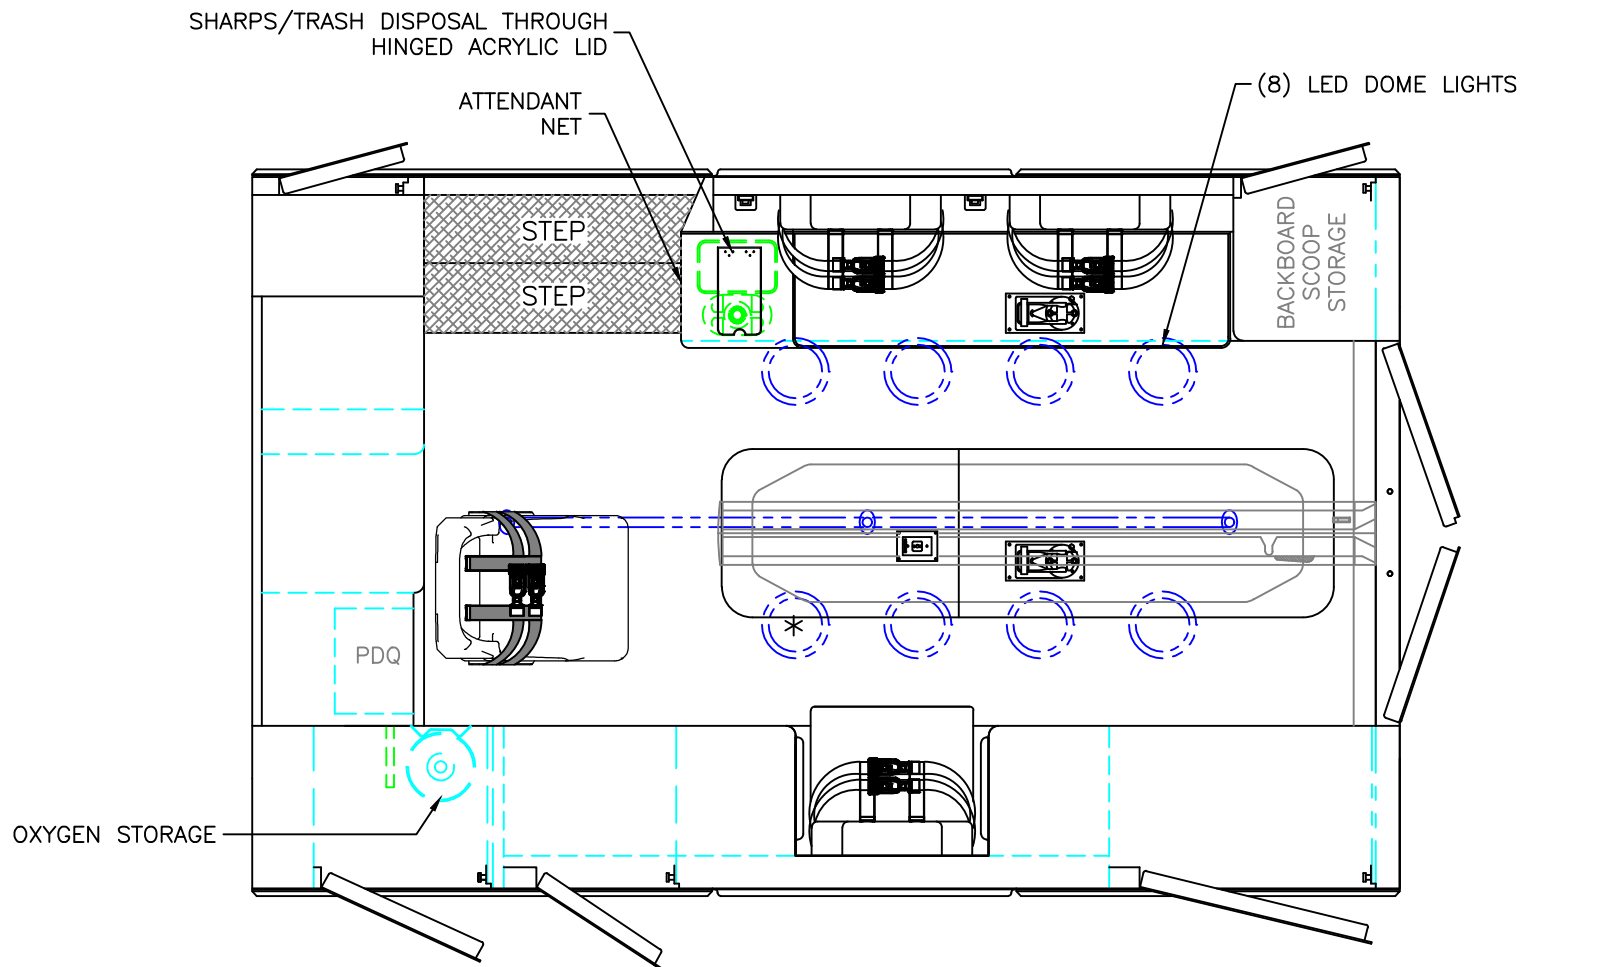 SHARPS/TRASH DISPOSAL THROUGH
HINGED ACRYLIC LID
ATTENDANT
NET
(8) LED DOME LIGHTS
STEP
STEP
BACKBOARD
SCOOP
STORAGE
PDQ
OXYGEN STORAGE